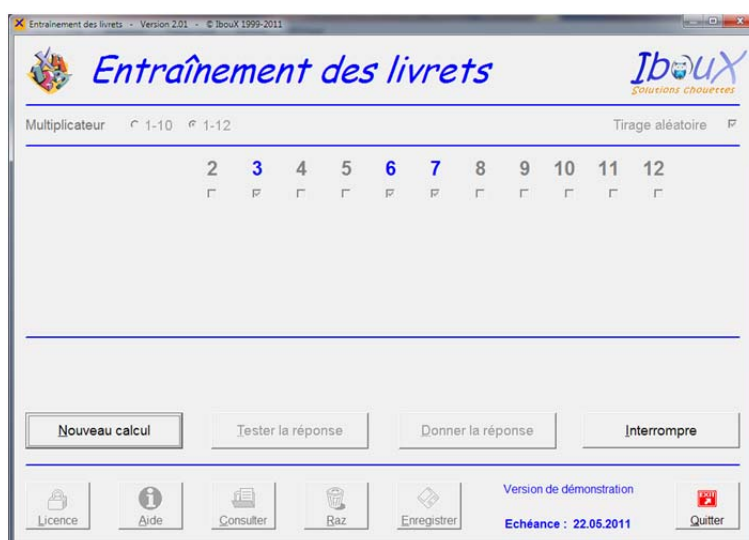 Entraînement des livrets - Version 2.01 - © IbouX 1999-2011
Entraînement des livrets
IbouX
Solutions chouettes
Multiplicateur 1-10 1-12 Tirage aléatoire
2 3 4 5 6 7 8 9 10 11 12
Nouveau calcul Tester la réponse Donner la réponse Interrompre
Version de démonstration
EXIT
Licence Aide Consulter Raz Enregistrer Echéance : 22.05.2011 Quitter